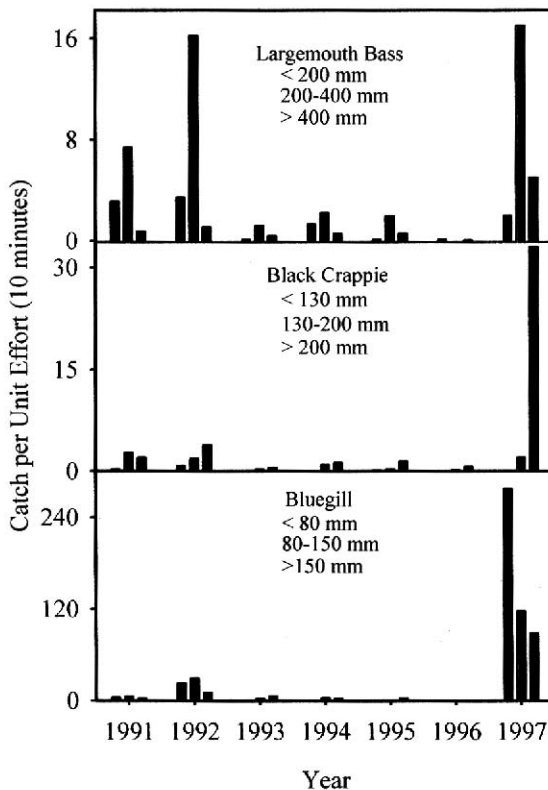 Catch per Unit Effort (10 minutes)
16
8
0
Largemouth Bass
< 200 mm
200-400 mm
> 400 mm
30
15
0
Black Crappie
< 130 mm
130-200 mm
> 200 mm
240
120
0
Bluegill
< 80 mm
80-150 mm
>150 mm
1991 1992 1993 1994 1995 1996 1997
Year